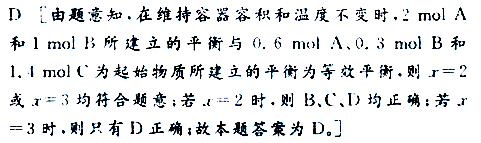 D [由题意知,在维持容器容积和温度不变时,2 mol A
和 1 mol B 所建立的平衡与 0.6 mol A、0.3 mol B 和
1.4 mol C 为起始物质所建立的平衡为等效平衡,则 x=2
或 x=3 均符合题意;若 x=2 时,则 B、C、D 均正确;若 x
=3 时,则只有 D 正确;故本题答案为 D。]